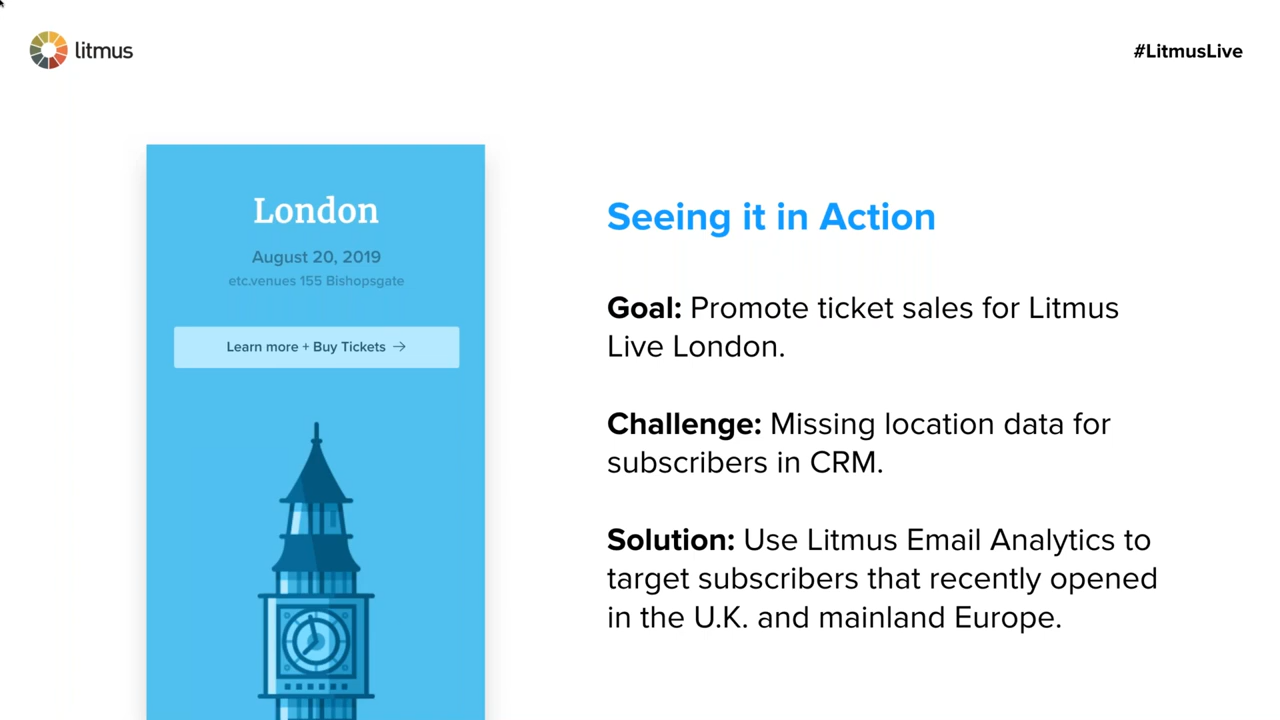 litmus
#LitmusLive
London
August 20, 2019
etc.venues 155 Bishopsgate
Learn more + Buy Tickets →
Seeing it in Action
Goal: Promote ticket sales for Litmus
Live London.
Challenge: Missing location data for
subscribers in CRM.
Solution: Use Litmus Email Analytics to
target subscribers that recently opened
in the U.K. and mainland Europe.